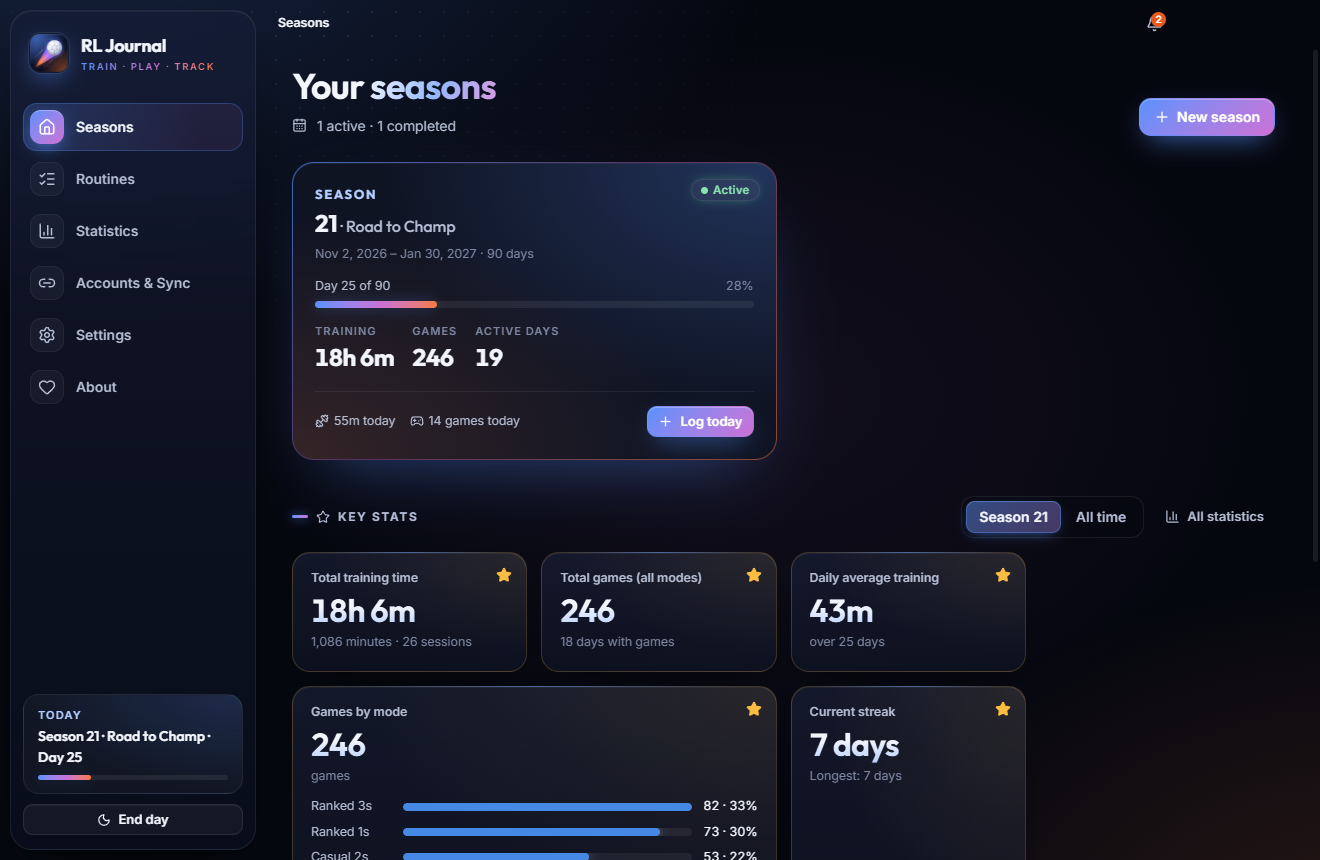 RL Journal
TRAIN · PLAY · TRACK
Seasons
Routines
Statistics
Accounts & Sync
Settings
About
TODAY
Season 21 · Road to Champ ·
Day 25
End day
Seasons
2
Your seasons
1 active · 1 completed
New season
SEASON
Active
21 · Road to Champ
Nov 2, 2026 – Jan 30, 2027 · 90 days
Day 25 of 90
28%
TRAINING GAMES ACTIVE DAYS
18h 6m 246 19
55m today 14 games today
Log today
KEY STATS
Season 21 All time All statistics
Total training time
18h 6m
1,086 minutes · 26 sessions
Total games (all modes)
246
18 days with games
Daily average training
43m
over 25 days
Games by mode
246
games
Ranked 3s 82 · 33%
Ranked 1s 73 · 30%
Casual 2s 53 · 22%
Current streak
7 days
Longest: 7 days